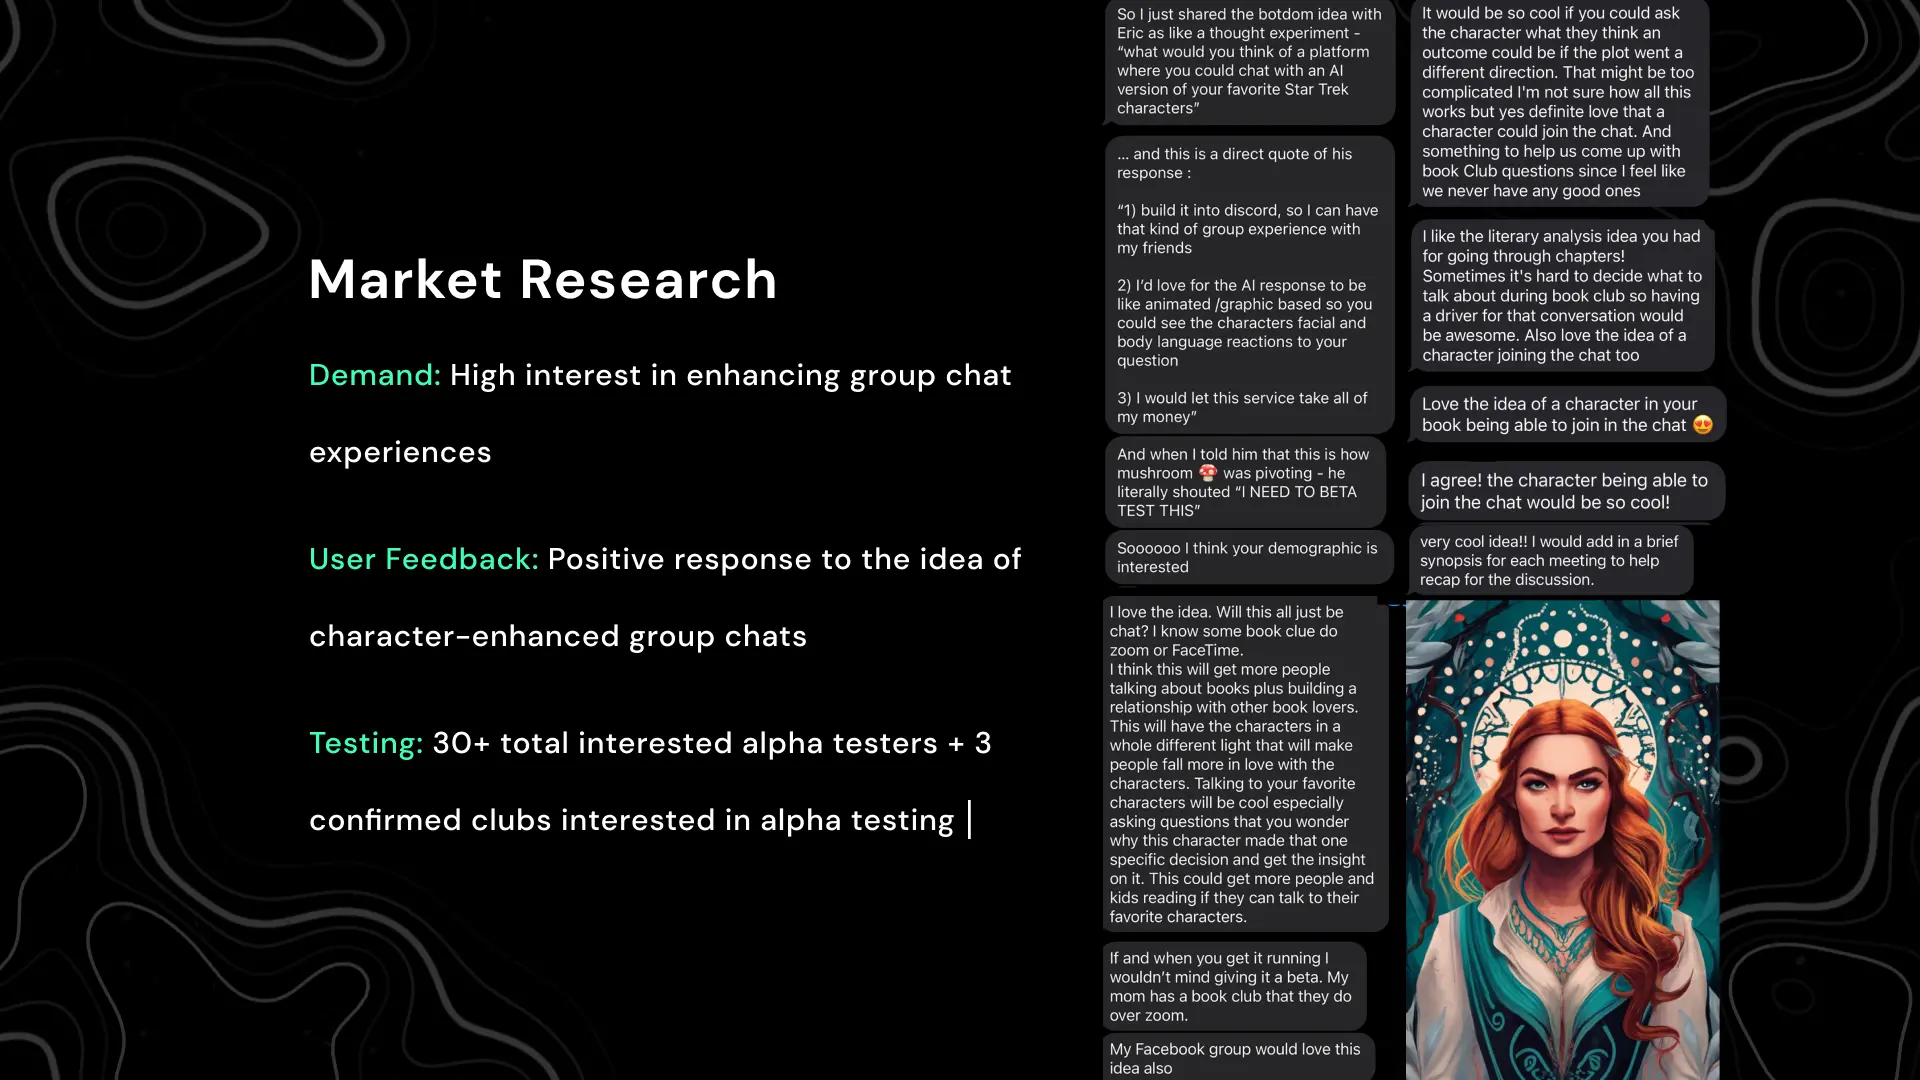 Market Research
Demand: High interest in enhancing group chat
experiences
User Feedback: Positive response to the idea of
character-enhanced group chats
Testing: 30+ total interested alpha testers + 3
confirmed clubs interested in alpha testing |
So I just shared the botdom idea with
Eric as like a thought experiment -
“what would you think of a platform
where you could chat with an AI
version of your favorite Star Trek
characters”
... and this is a direct quote of his
response :
“1) build it into discord, so I can have
that kind of group experience with
my friends
2) I’d love for the AI response to be
like animated /graphic based so you
could see the characters facial and
body language reactions to your
question
3) I would let this service take all of
my money”
And when I told him that this is how
mushroom 🍄 was pivoting - he
literally shouted “I NEED TO BETA
TEST THIS”
Soooooo I think your demographic is
interested
I love the idea. Will this all just be
chat? I know some book clue do
zoom or FaceTime.
I think this will get more people
talking about books plus building a
relationship with other book lovers.
This will have the characters in a
whole different light that will make
people fall more in love with the
characters. Talking to your favorite
characters will be cool especially
asking questions that you wonder
why this character made that one
specific decision and get the insight
on it. This could get more people and
kids reading if they can talk to their
favorite characters.
If and when you get it running I
wouldn’t mind giving it a beta. My
mom has a book club that they do
over zoom.
My Facebook group would love this
idea also
It would be so cool if you could ask
the character what they think an
outcome could be if the plot went a
different direction. That might be too
complicated I'm not sure how all this
works but yes definite love that a
character could join the chat. And
something to help us come up with
book Club questions since I feel like
we never have any good ones
I like the literary analysis idea you had
for going through chapters!
Sometimes it's hard to decide what to
talk about during book club so having
a driver for that conversation would
be awesome. Also love the idea of a
character joining the chat too
Love the idea of a character in your
book being able to join in the chat 😍
I agree! the character being able to
join the chat would be so cool!
very cool idea!! I would add in a brief
synopsis for each meeting to help
recap for the discussion.